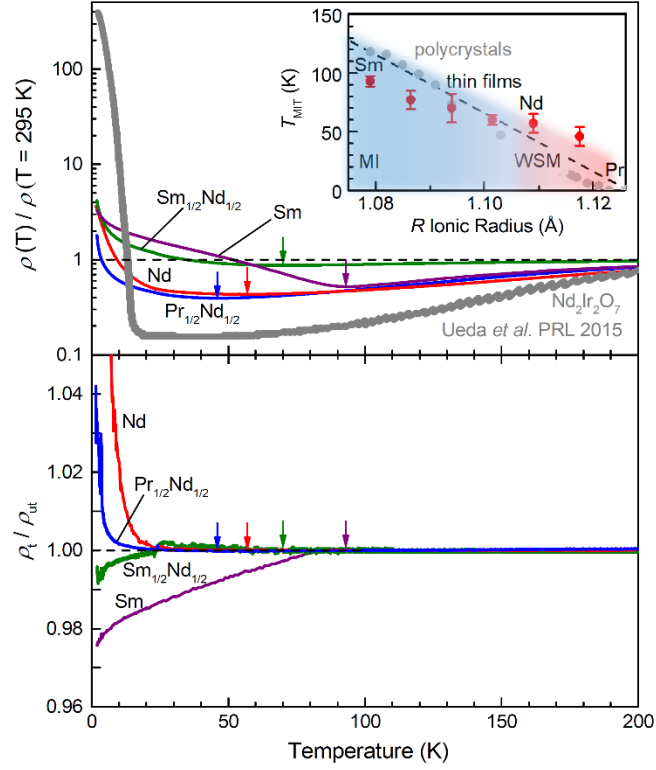 ρ (T) / ρ (T = 295 K)
100
10
1
0.1
Sm1/2Nd1/2
Sm
Nd
Pr1/2Nd1/2
Nd2Ir2O7
Ueda et al. PRL 2015
TMIT (K)
150
100
50
0
polycrystals
Sm
thin films
Nd
MI
WSM
Pr
1.08 1.10 1.12
R Ionic Radius (Å)
ρt / ρut
1.04
1.02
1.00
0.98
0.96
Nd
Pr1/2Nd1/2
Sm1/2Nd1/2
Sm
0 50 100 150 200
Temperature (K)